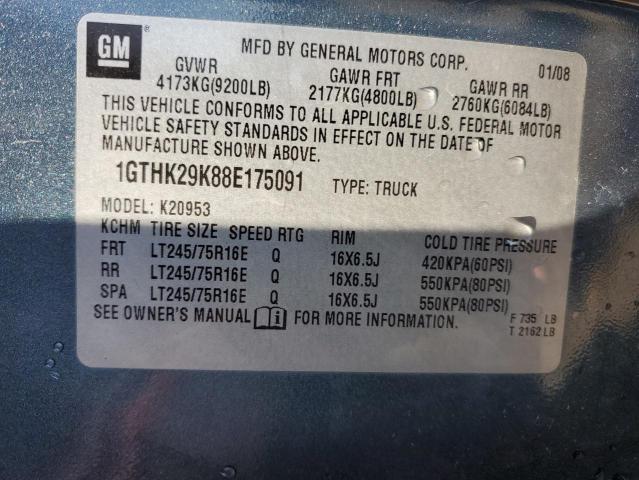 GM
MFD BY GENERAL MOTORS CORP. 01/08
GVWR GAWR FRT GAWR RR
4173KG(9200LB) 2177KG(4800LB) 2760KG(6084LB)
THIS VEHICLE CONFORMS TO ALL APPLICABLE U.S. FEDERAL MOTOR
VEHICLE SAFETY STANDARDS IN EFFECT ON THE DATE OF
MANUFACTURE SHOWN ABOVE.
1GTHK29K88E175091 TYPE: TRUCK
MODEL: K20953
KCHM TIRE SIZE SPEED RTG RIM COLD TIRE PRESSURE
FRT LT245/75R16E Q 16X6.5J 420KPA(60PSI)
RR LT245/75R16E Q 16X6.5J 550KPA(80PSI)
SPA LT245/75R16E Q 16X6.5J 550KPA(80PSI)
SEE OWNER'S MANUAL FOR MORE INFORMATION. F 735 LB
T 2162 LB